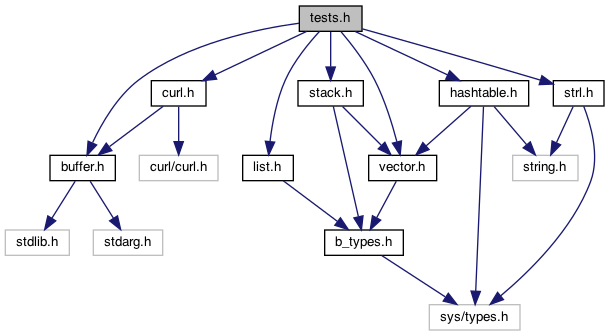 tests.h
curl.h
stack.h
hashtable.h
strl.h
buffer.h
curl/curl.h
list.h
vector.h
string.h
stdlib.h
stdarg.h
b_types.h
sys/types.h